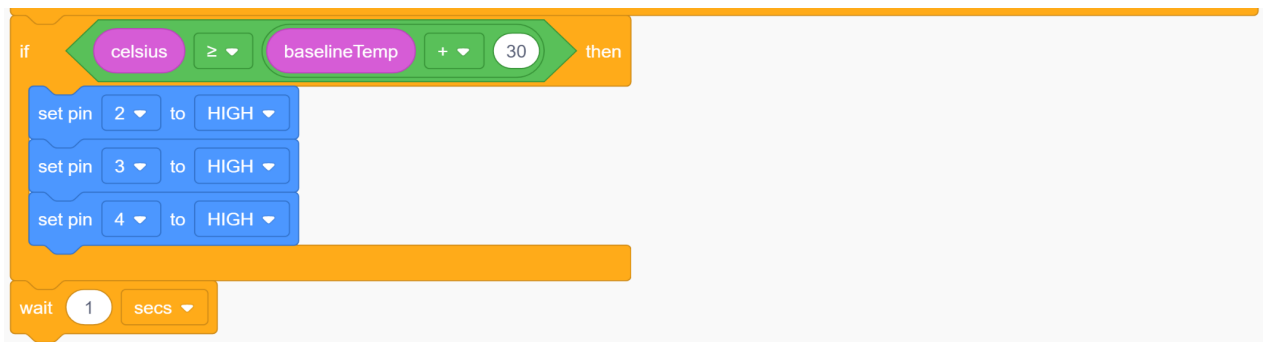 if celsius ≥ baselineTemp + 30 then
set pin 2 to HIGH
set pin 3 to HIGH
set pin 4 to HIGH
wait 1 secs